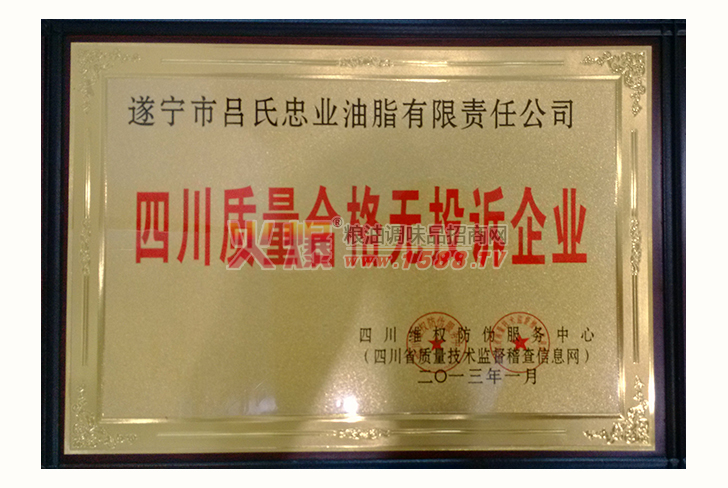 遂宁市吕氏忠业油脂有限责任公司
四川质量合格无投诉企业
火爆®粮油调味品招商网
www.1588.TV
四川维权防伪服务中心
(四川省质量技术监督稽查信息网)
二〇一三年一月